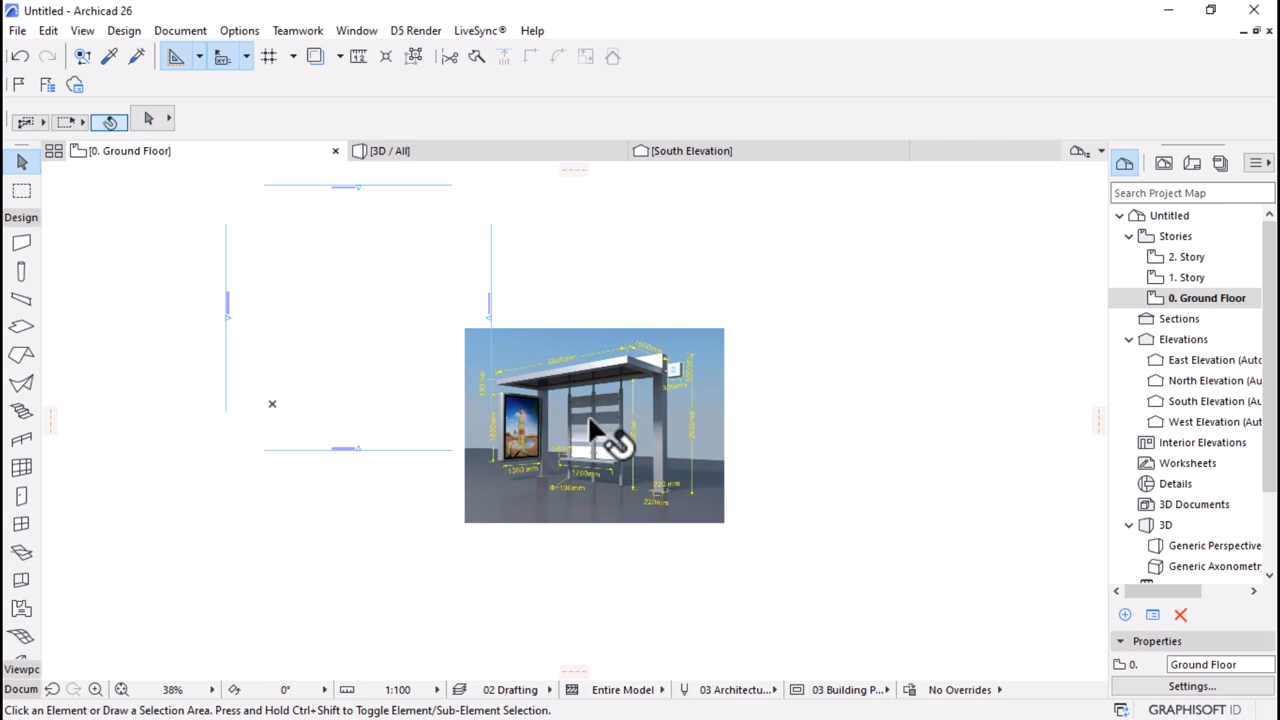 Untitled - Archicad 26
File Edit View Design Document Options Teamwork Window D5 Render LiveSync® Help
[0. Ground Floor] [3D / All] [South Elevation]
Search Project Map
Untitled
Stories
2. Story
1. Story
0. Ground Floor
Sections
Elevations
East Elevation (Aut
North Elevation (Au
South Elevation (Au
West Elevation (Aut
Interior Elevations
Worksheets
Details
3D Documents
3D
Generic Perspective
Generic Axonometr
Design
1200 mm
1700mm
Φ=100mm
220mm
Properties
0. Ground Floor
Settings...
Viewpc
Docum 38% 0° 1:100 02 Drafting Entire Model 03 Architectu... 03 Building P... No Overrides
Click an Element or Draw a Selection Area. Press and Hold Ctrl+Shift to Toggle Element/Sub-Element Selection.
GRAPHISOFT ID